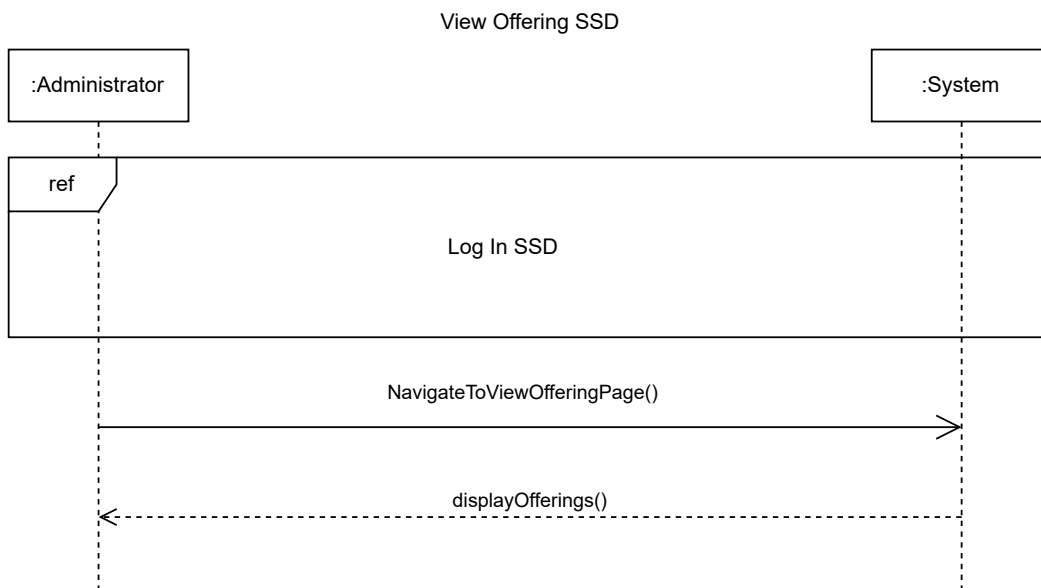 View Offering SSD
:Administrator
:System
ref
Log In SSD
NavigateToViewOfferingPage()
displayOfferings()